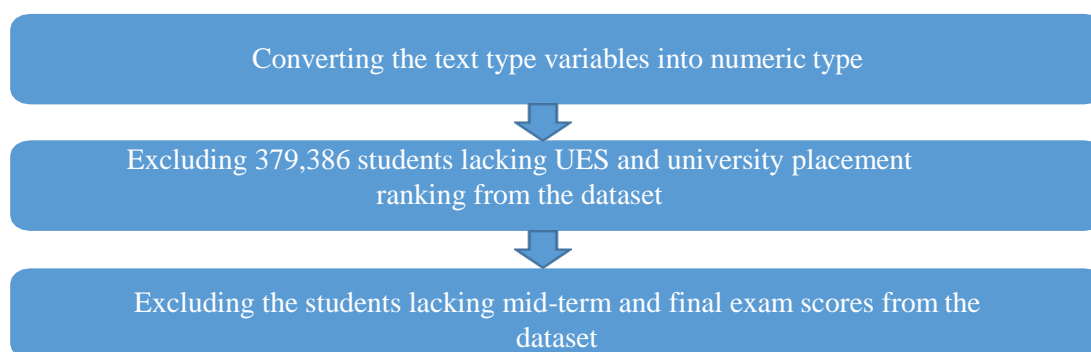 Converting the text type variables into numeric type
Excluding 379,386 students lacking UES and university placement
ranking from the dataset
Excluding the students lacking mid-term and final exam scores from the
dataset